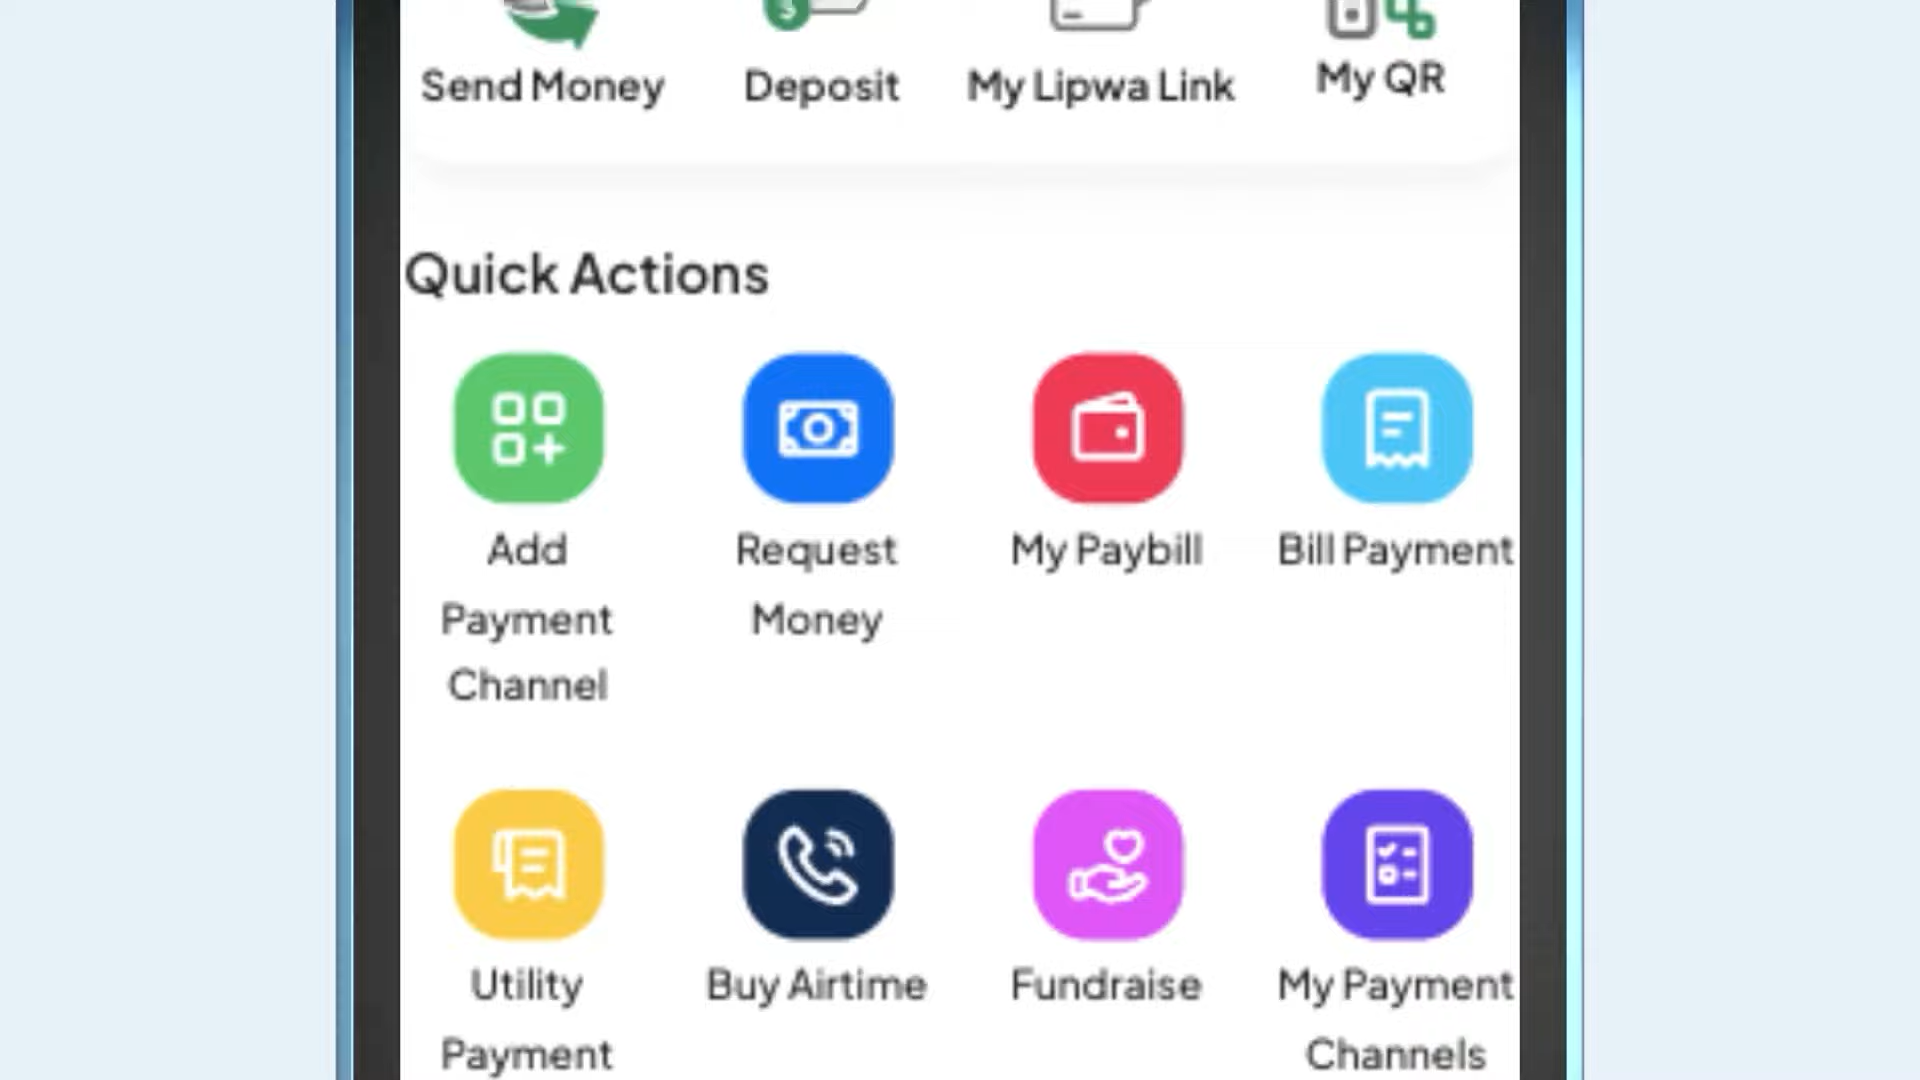 Send Money Deposit My Lipwa Link My QR
Quick Actions
Add Payment Channel
Request Money
My Paybill
Bill Payment
Utility Payment
Buy Airtime
Fundraise
My Payment Channels